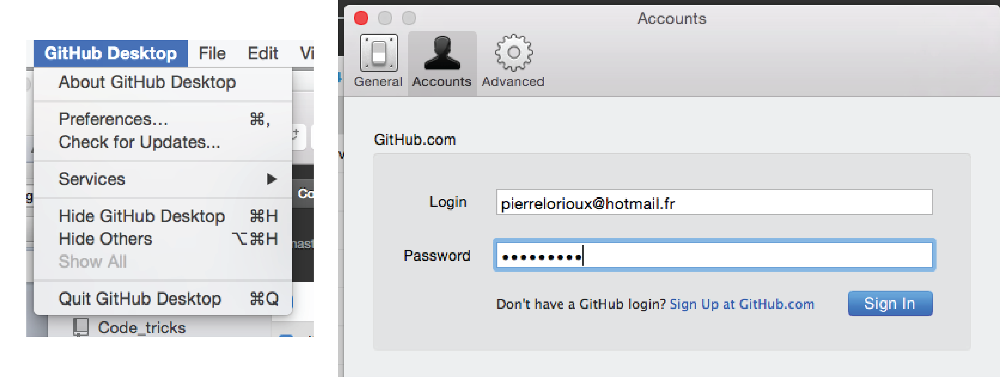 GitHub Desktop File Edit Vi
About GitHub Desktop
Preferences... ⌘,
Check for Updates...
Services ▶
Hide GitHub Desktop ⌘H
Hide Others ⌥⌘H
Show All
Quit GitHub Desktop ⌘Q
Code_tricks
Co
Accounts
General Accounts Advanced
GitHub.com
Login pierrelorioux@hotmail.fr
Password •••••••••
Don't have a GitHub login? Sign Up at GitHub.com Sign In